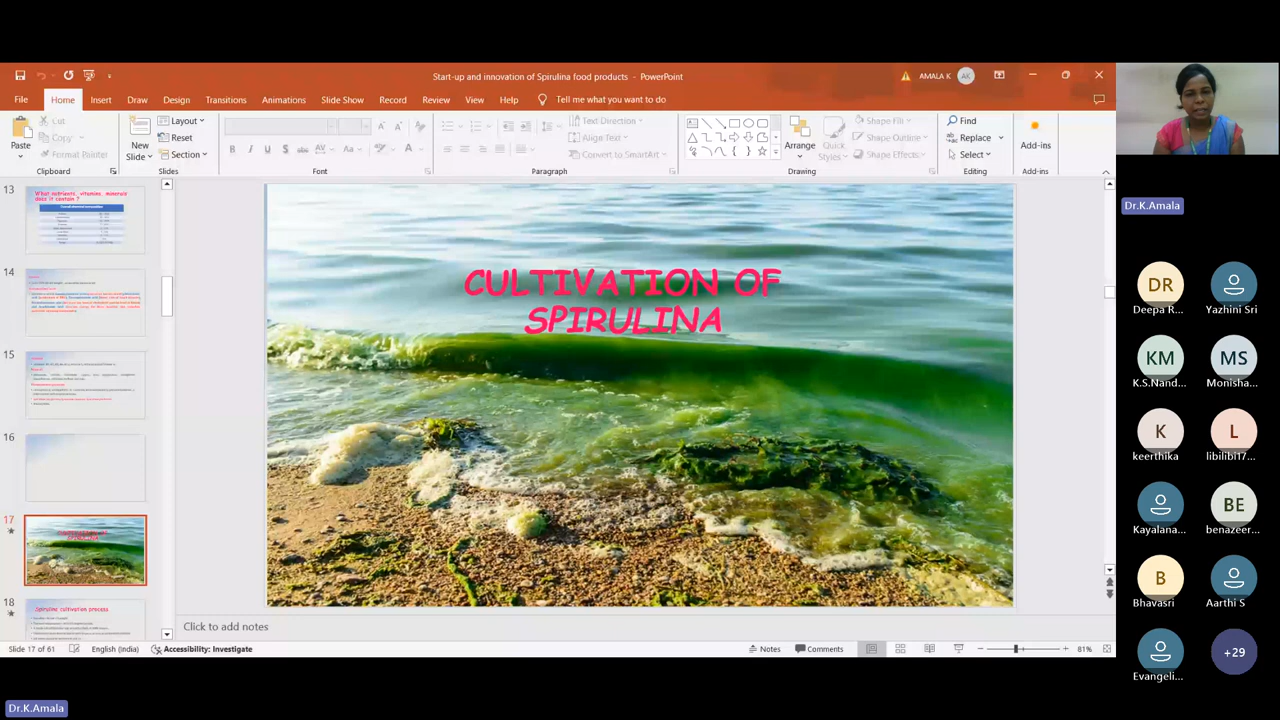 Start-up and innovation of Spirulina food products - PowerPoint
AMALA K
AK
File Home Insert Draw Design Transitions Animations Slide Show Record Review View Help Tell me what you want to do
Paste
Cut
Copy
Format Painter
Clipboard
New Slide
Layout
Reset
Section
Slides
Font
Text Direction
Align Text
Convert to SmartArt
Paragraph
Arrange
Quick Styles
Shape Fill
Shape Outline
Shape Effects
Drawing
Find
Replace
Select
Editing
Add-ins
Add-ins
13
What nutrients, vitamins, minerals
does it contain ?
14
15
16
17
18
Spirulina cultivation process
CULTIVATION OF
SPIRULINA
Click to add notes
Slide 17 of 61 English (India) Accessibility: Investigate Notes Comments 81%
Dr.K.Amala
DR
Deepa R...
Yazhini Sri
KM
K.S.Nand...
MS
Monisha...
K
keerthika
L
libilibi17...
Kayalana...
BE
benazeer...
B
Bhavasri
Aarthi S
Evangeli...
+29
Dr.K.Amala